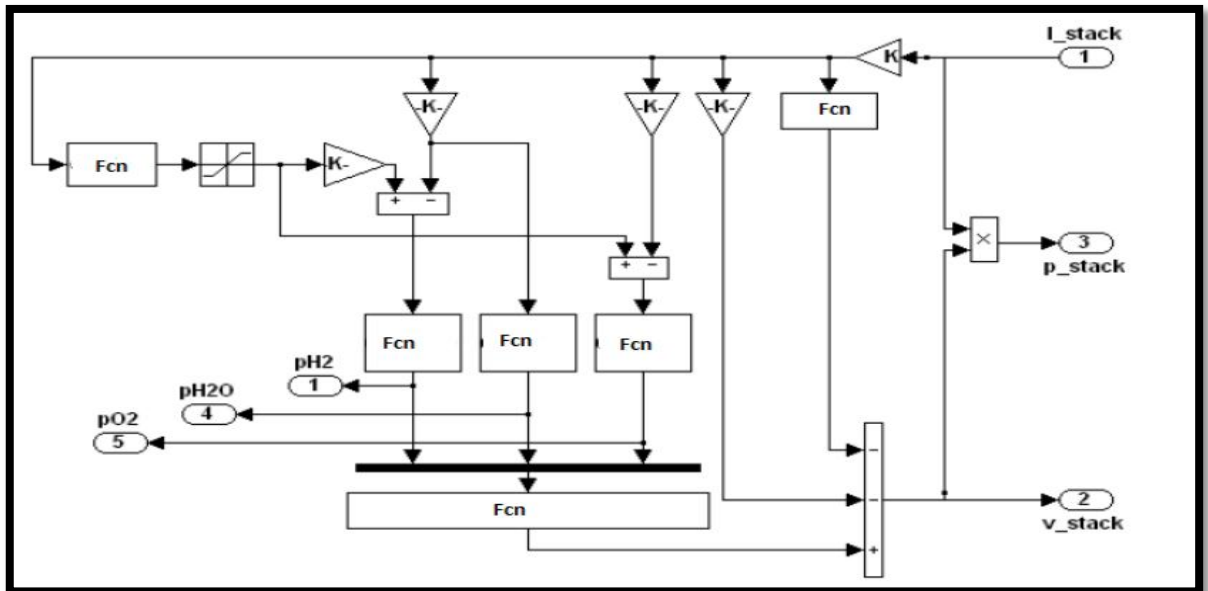 I_stack
1
K
-K-
-K-
-K-
Fcn
Fcn
-K-
+ −
×
3
p_stack
+ −
Fcn
Fcn
Fcn
pH2
1
pH2O
4
pO2
5
−
−
2
v_stack
Fcn
+